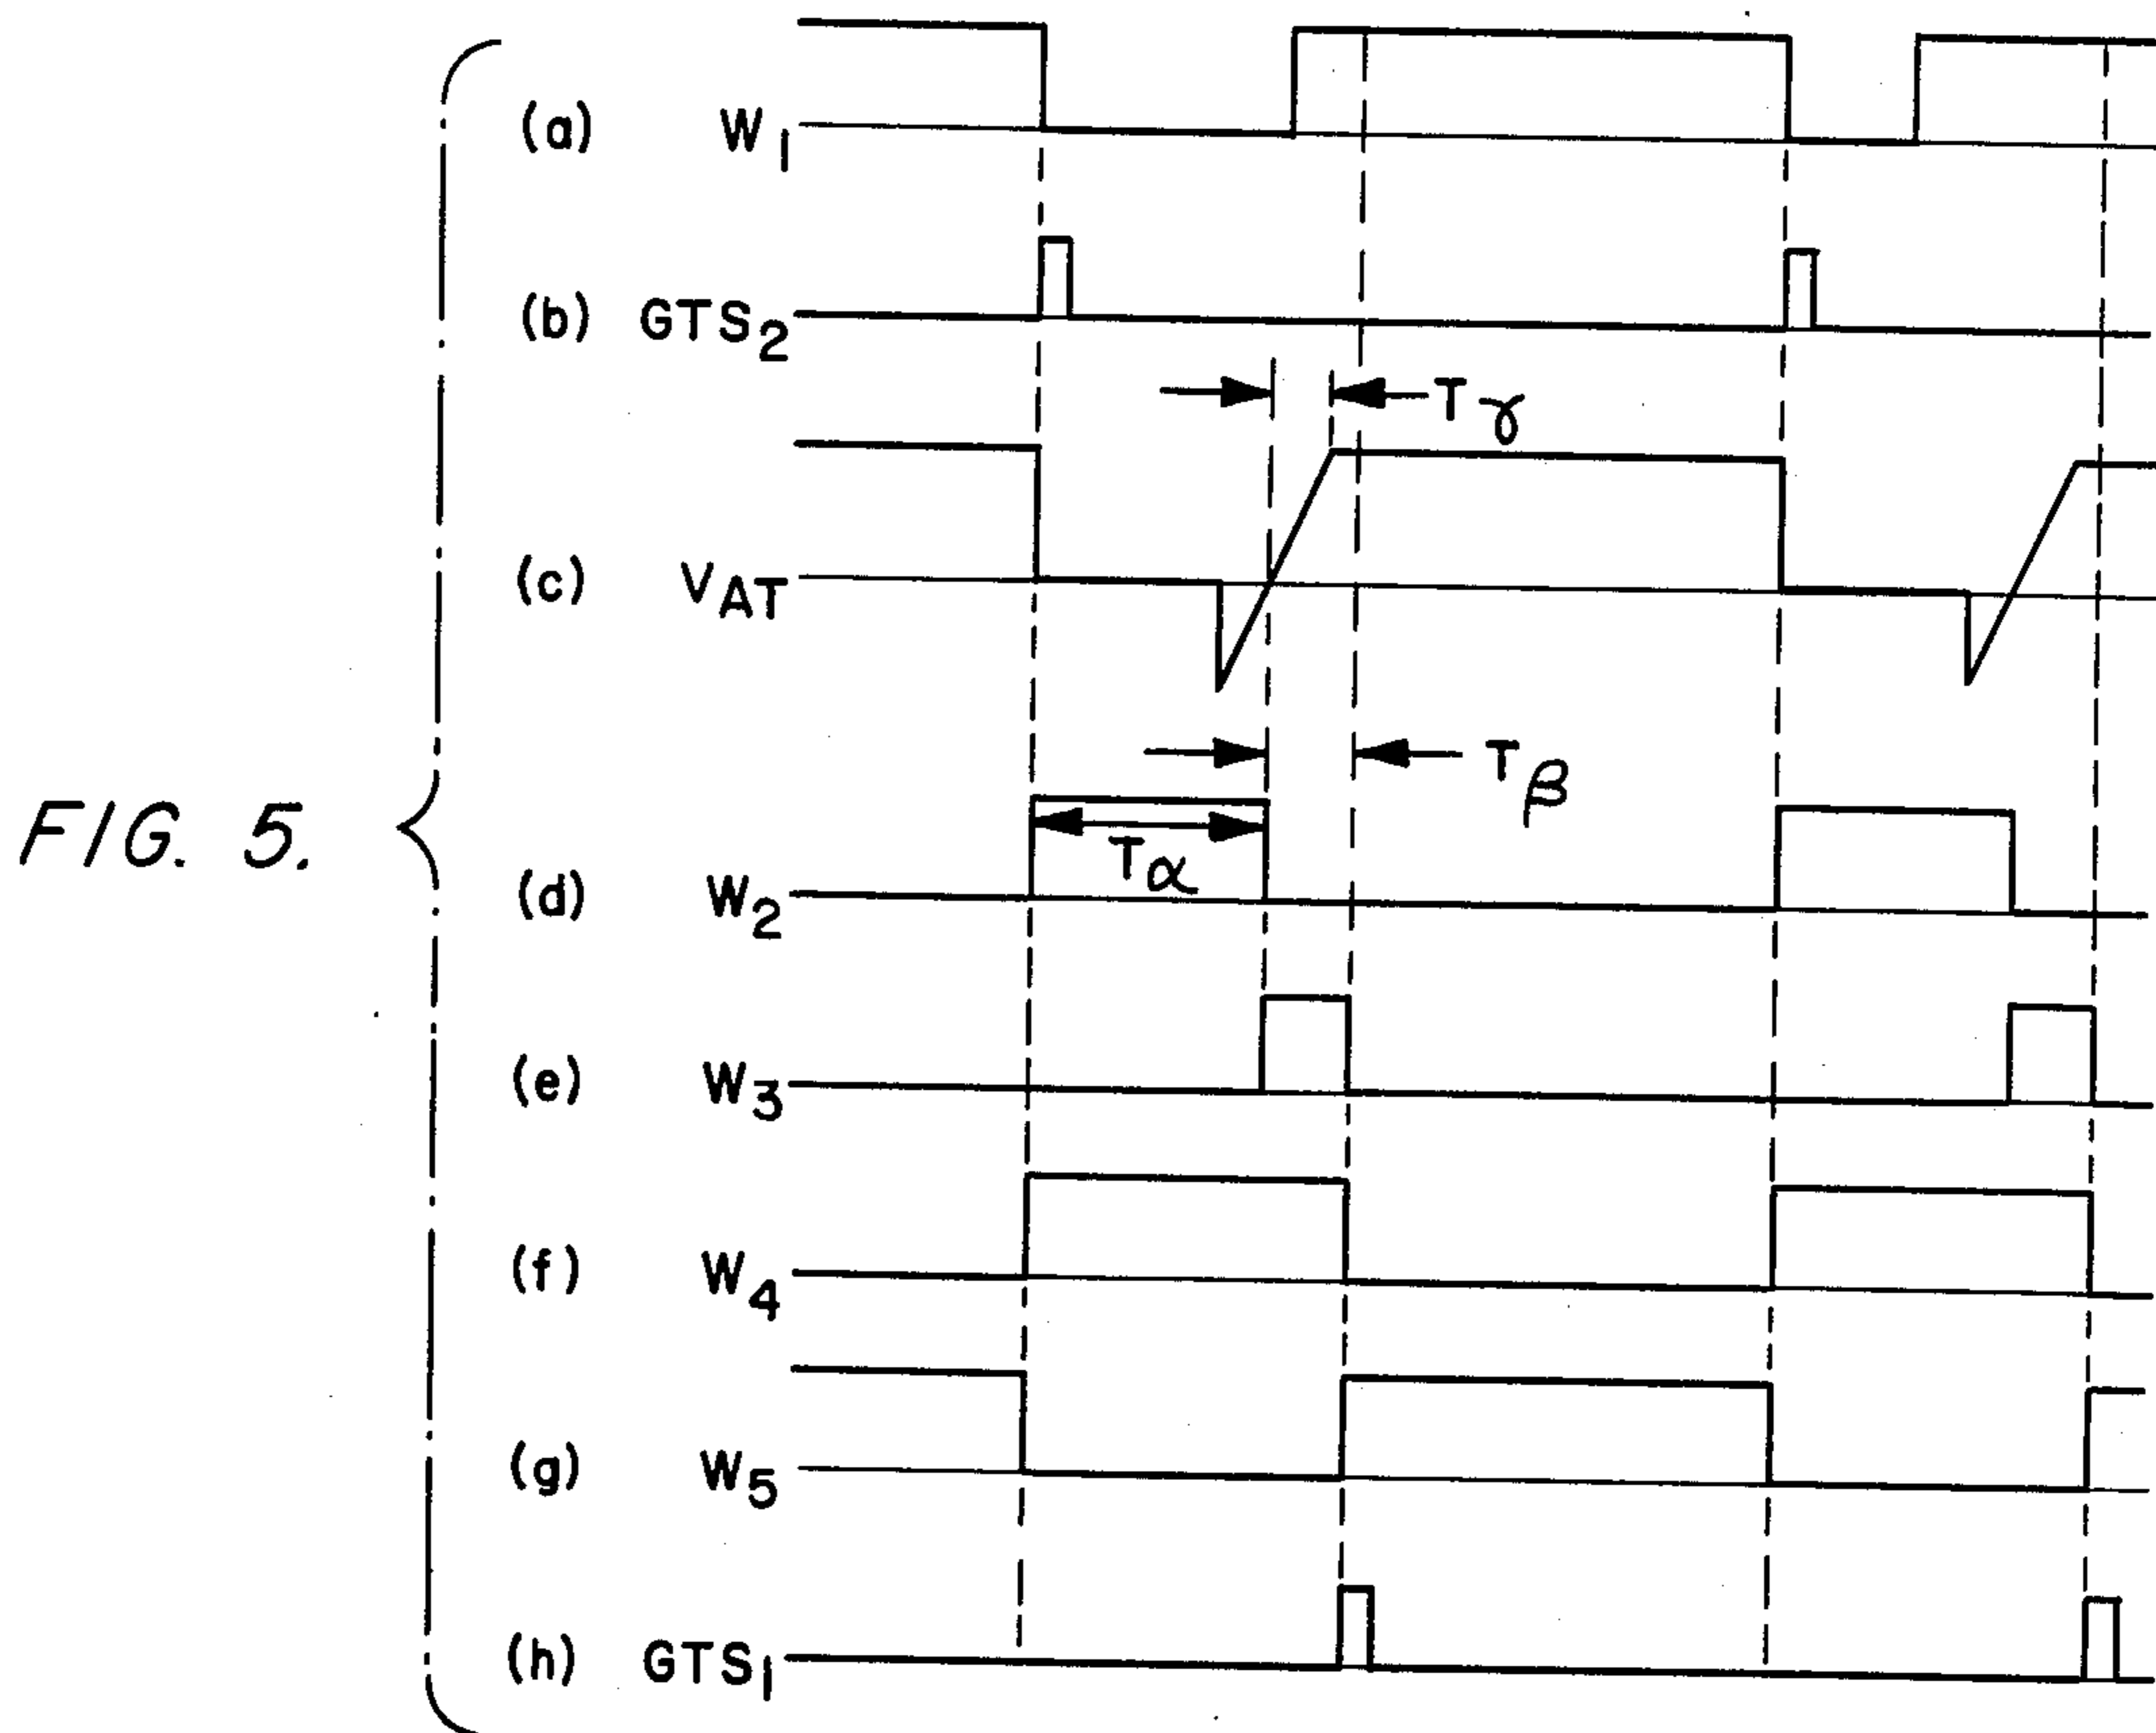 (a) W₁
(b) GTS₂
Tγ
(c) VAT
Tβ
FIG. 5.
Tα
(d) W₂
(e) W₃
(f) W₄
(g) W₅
(h) GTS₁